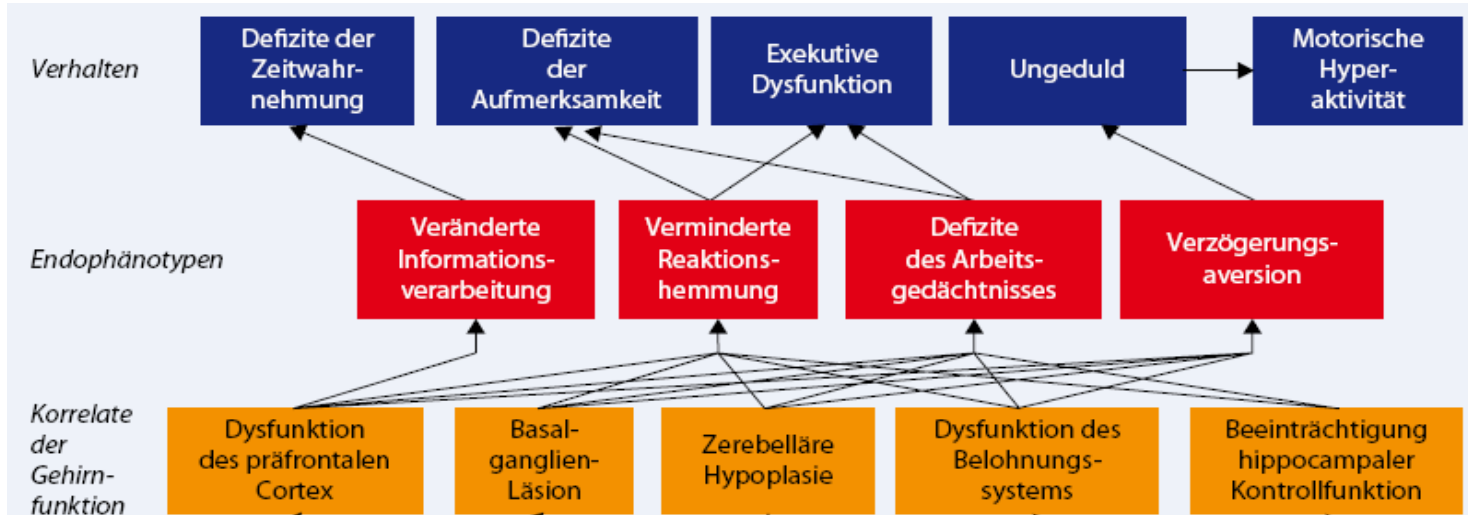 Verhalten
Defizite der
Zeitwahr-
nehmung
Defizite
der
Aufmerksamkeit
Exekutive
Dysfunktion
Ungeduld
Motorische
Hyper-
aktivität
Endophänotypen
Veränderte
Informations-
verarbeitung
Verminderte
Reaktions-
hemmung
Defizite
des Arbeits-
gedächtnisses
Verzögerungs-
aversion
Korrelate
der
Gehirn-
funktion
Dysfunktion
des präfrontalen
Cortex
Basal-
ganglien-
Läsion
Zerebelläre
Hypoplasie
Dysfunktion des
Belohnungs-
systems
Beeinträchtigung
hippocampaler
Kontrollfunktion